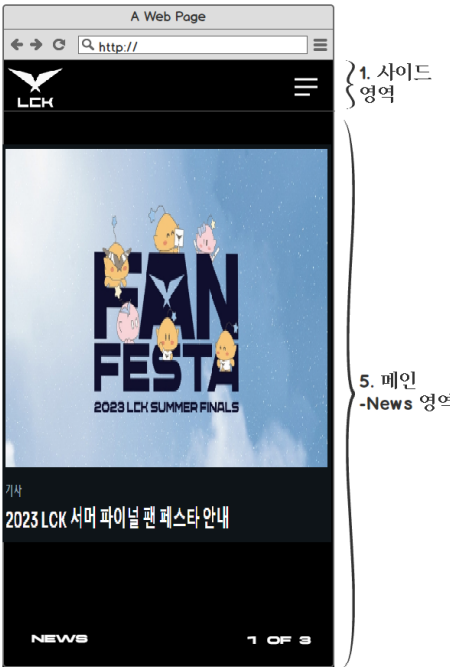 A Web Page
http://
LCK
1. 사이드
영역
FAN
FESTA
2023 LCK SUMMER FINALS
5. 메인
-News 영역
기사
2023 LCK 서머 파이널 팬 페스타 안내
NEWS
1 OF 3